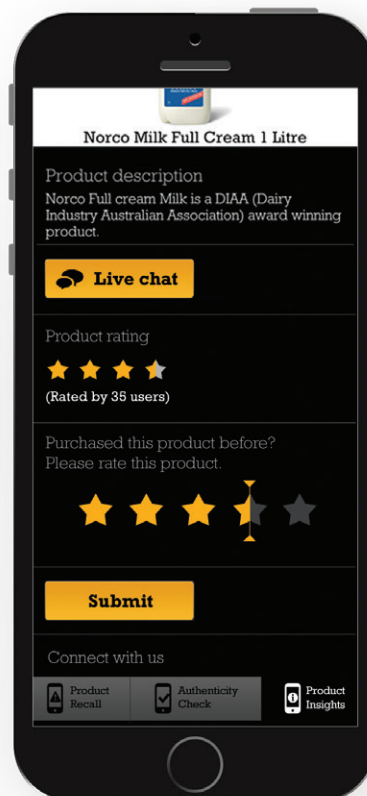 Norco Milk Full Cream 1 Litre
Product description
Norco Full cream Milk is a DIAA (Dairy
Industry Australian Association) award winning
product.
Live chat
Product rating
(Rated by 35 users)
Purchased this product before?
Please rate this product.
Submit
Connect with us
Product
Recall
Authenticity
Check
Product
Insights